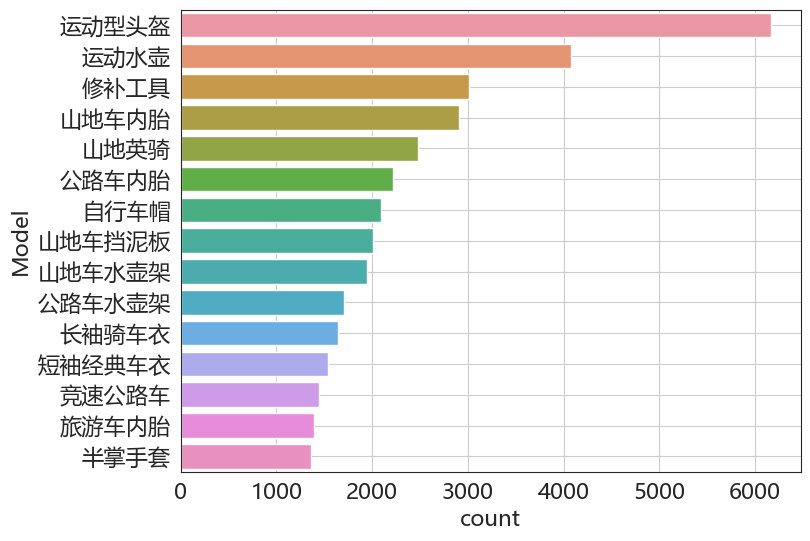 运动型头盔
运动水壶
修补工具
山地车内胎
山地英骑
公路车内胎
自行车帽
山地车挡泥板
山地车水壶架
公路车水壶架
长袖骑车衣
短袖经典车衣
竞速公路车
旅游车内胎
半掌手套
Model
0 1000 2000 3000 4000 5000 6000
count